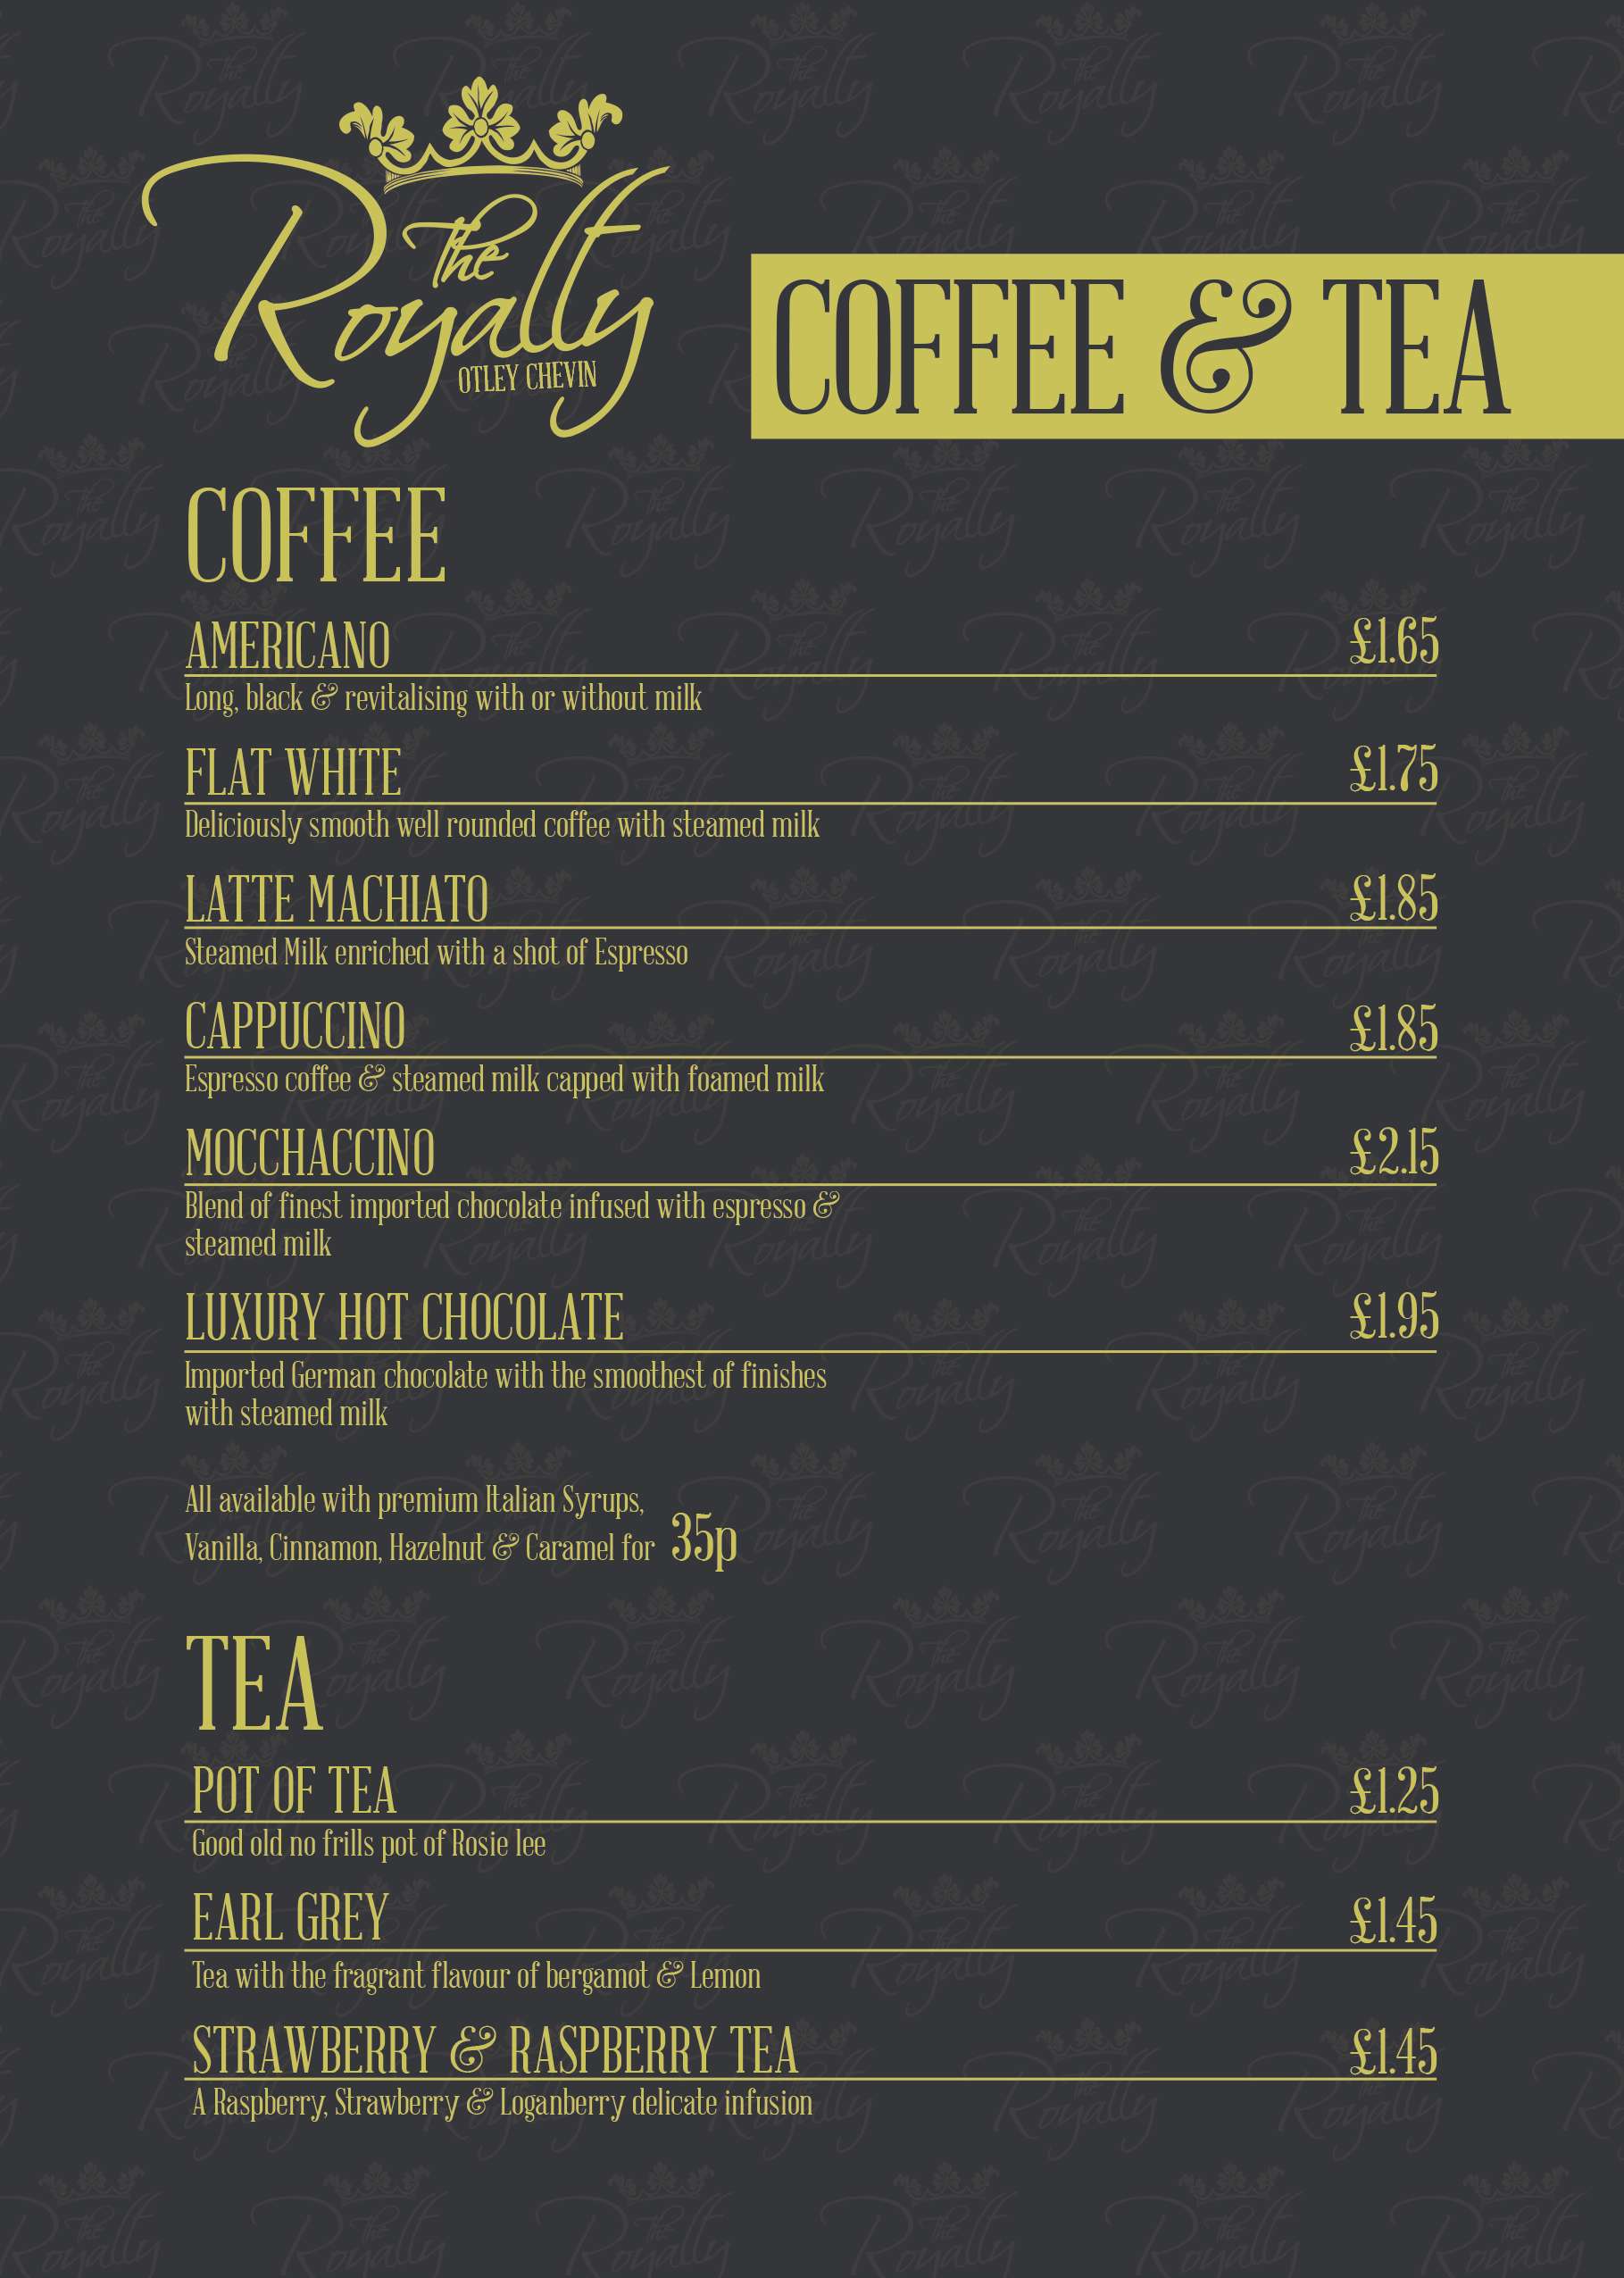 The
Royalty
OTLEY CHEVIN
COFFEE & TEA
COFFEE
AMERICANO £1.65
Long, black & revitalising with or without milk
FLAT WHITE £1.75
Deliciously smooth well rounded coffee with steamed milk
LATTE MACHIATO £1.85
Steamed Milk enriched with a shot of Espresso
CAPPUCCINO £1.85
Espresso coffee & steamed milk capped with foamed milk
MOCCHACCINO £2.15
Blend of finest imported chocolate infused with espresso &
steamed milk
LUXURY HOT CHOCOLATE £1.95
Imported German chocolate with the smoothest of finishes
with steamed milk
All available with premium Italian Syrups,
Vanilla, Cinnamon, Hazelnut & Caramel for 35p
TEA
POT OF TEA £1.25
Good old no frills pot of Rosie lee
EARL GREY £1.45
Tea with the fragrant flavour of bergamot & Lemon
STRAWBERRY & RASPBERRY TEA £1.45
A Raspberry, Strawberry & Loganberry delicate infusion